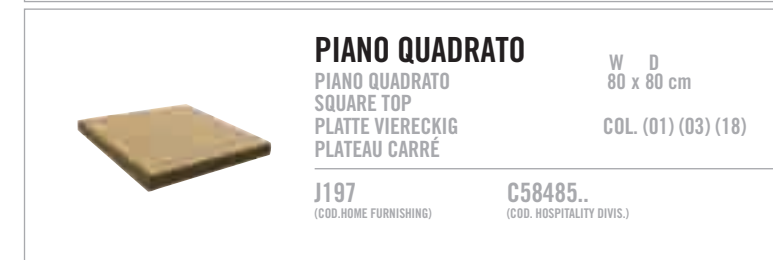 PIANO QUADRATO
PIANO QUADRATO
SQUARE TOP
PLATTE VIERECKIG
PLATEAU CARRÉ
W D
80 x 80 cm
COL. (01) (03) (18)
J197
(COD.HOME FURNISHING)
C58485..
(COD. HOSPITALITY DIVIS.)